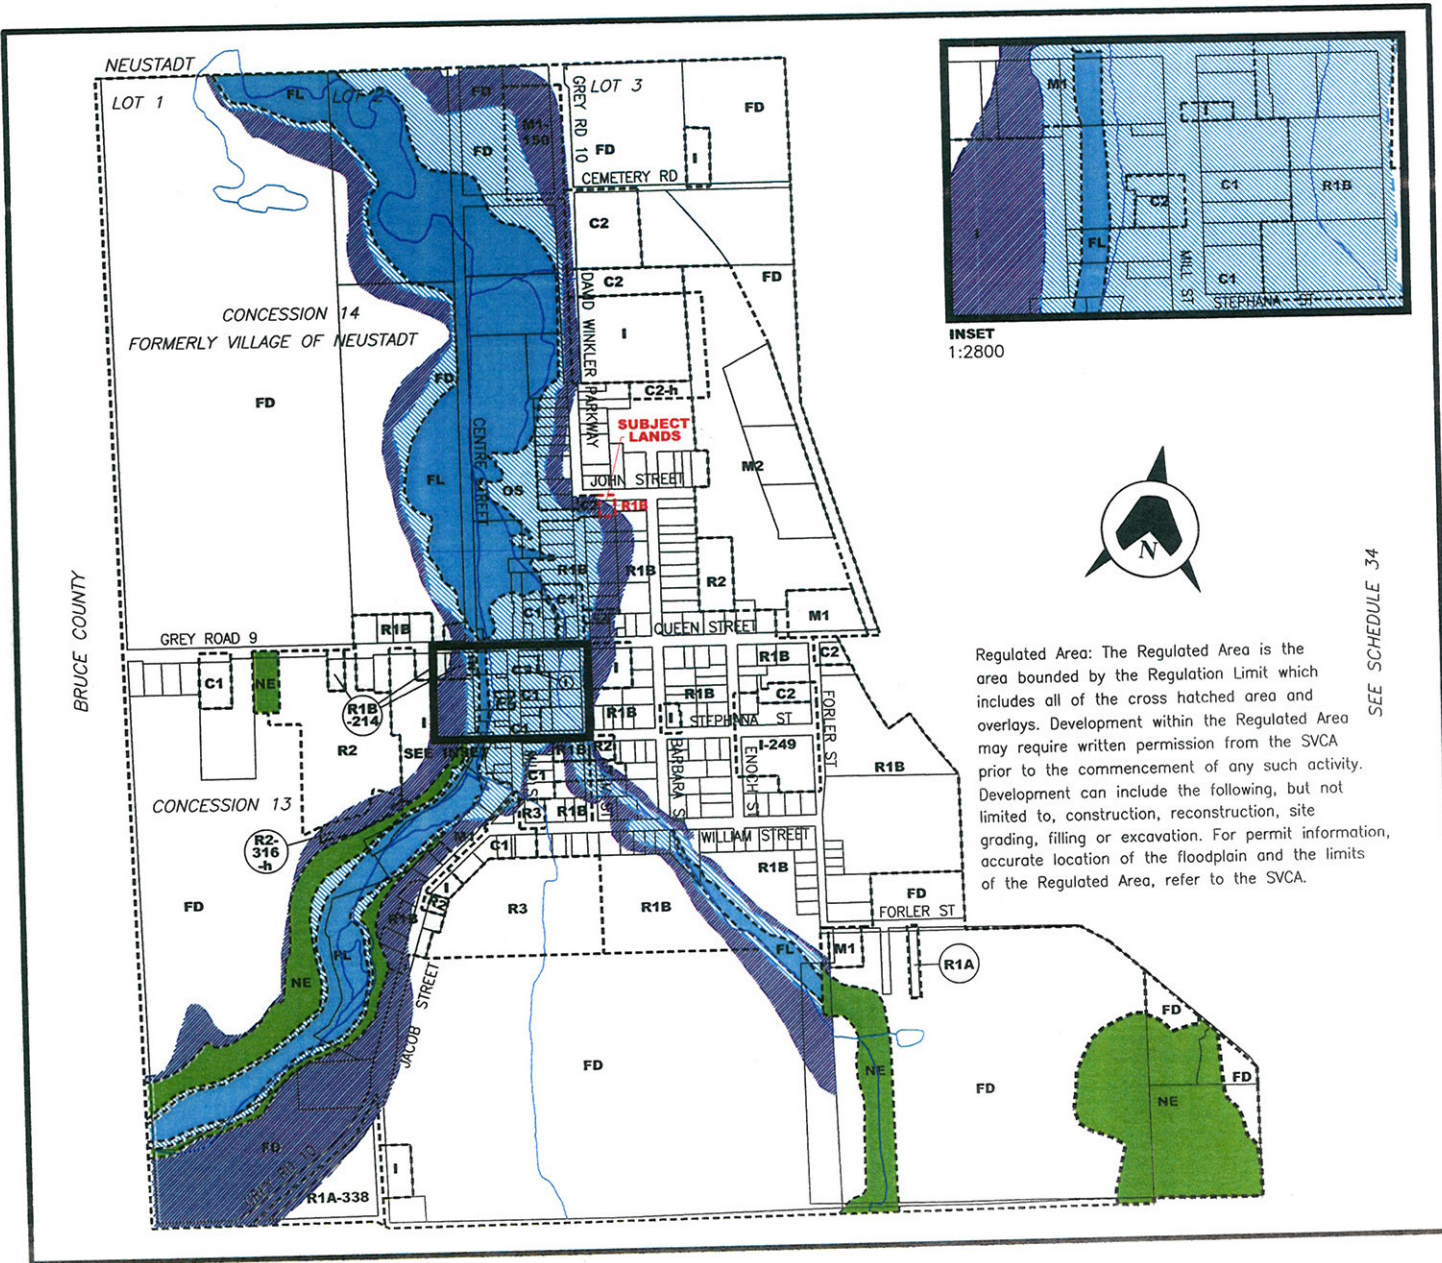 NEUSTADT
LOT 1
FL
LOT 2
FD
LOT 3
GREY RD 10
M1-
150
FD
FD
FD
I
CEMETERY RD
C2
C2
FD
DAVID WINKLER PARKWAY
I
C2-h
CONCESSION 14
FORMERLY VILLAGE OF NEUSTADT
FD
FD
SUBJECT
LANDS
CENTRE STREET
FL
OS
M2
JOHN STREET
R1B
R1B
R1B
R2
C1
C1
M1
QUEEN STREET
GREY ROAD 9
R1B
C1
NE
R1B
-214
I
R2
SEE INSET
C1
C1
I
R1B
R1B
C2
R1B
C2
R1B
I
STEPHANA ST
I-249
FORLER ST
BARBARA ST
ENOCH ST
R1B
R2
R1B
C1
R3
R1B
WILLIAM STREET
R1B
CONCESSION 13
R2-
316
-h
M1
C1
I
R1B
R3
R1B
FD
FORLER ST
FD
FL
NE
JACOB STREET
FL
M1
R1A
FD
FD
NE
FD
NE
FD
FD
FD
I
R1A-338
BRUCE COUNTY
M1
I
I
C1
R1B
C2
FL
MILL ST
C1
STEPHANA ST
INSET
1:2800
N
SEE SCHEDULE 34
Regulated Area: The Regulated Area is the
area bounded by the Regulation Limit which
includes all of the cross hatched area and
overlays. Development within the Regulated Area
may require written permission from the SVCA
prior to the commencement of any such activity.
Development can include the following, but not
limited to, construction, reconstruction, site
grading, filling or excavation. For permit information,
accurate location of the floodplain and the limits
of the Regulated Area, refer to the SVCA.